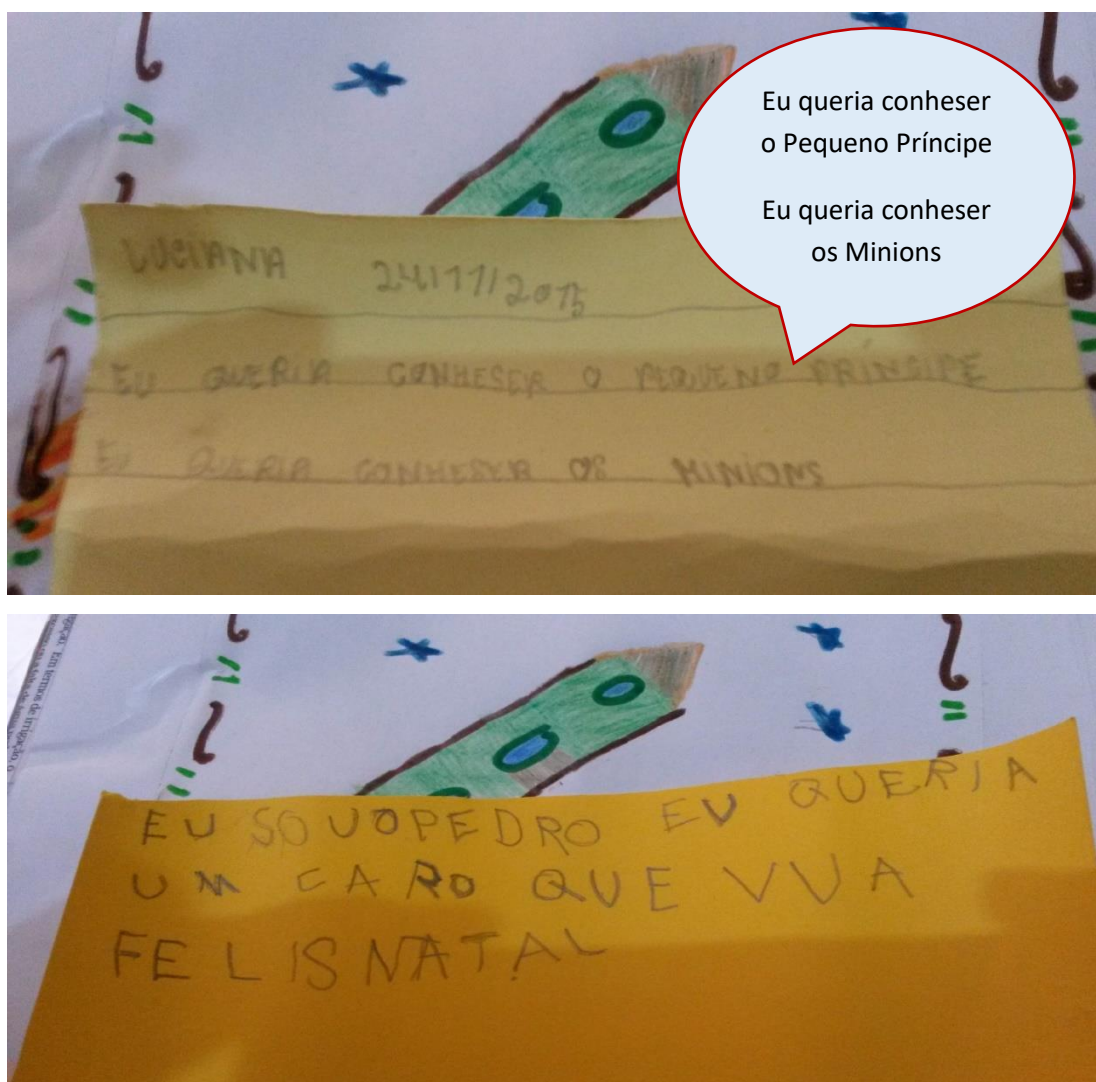 Eu queria conheser
o Pequeno Príncipe
Eu queria conheser
os Minions
LUCIANA 24/11/2015
EU QUERIA CONHESER O PEQUENO PRÍNCIPE
EU QUERIA CONHESER OS MINIONS
EU SOUOPEDRO EU QUERIA
UM CARO QUE VUA
FELISNATAL